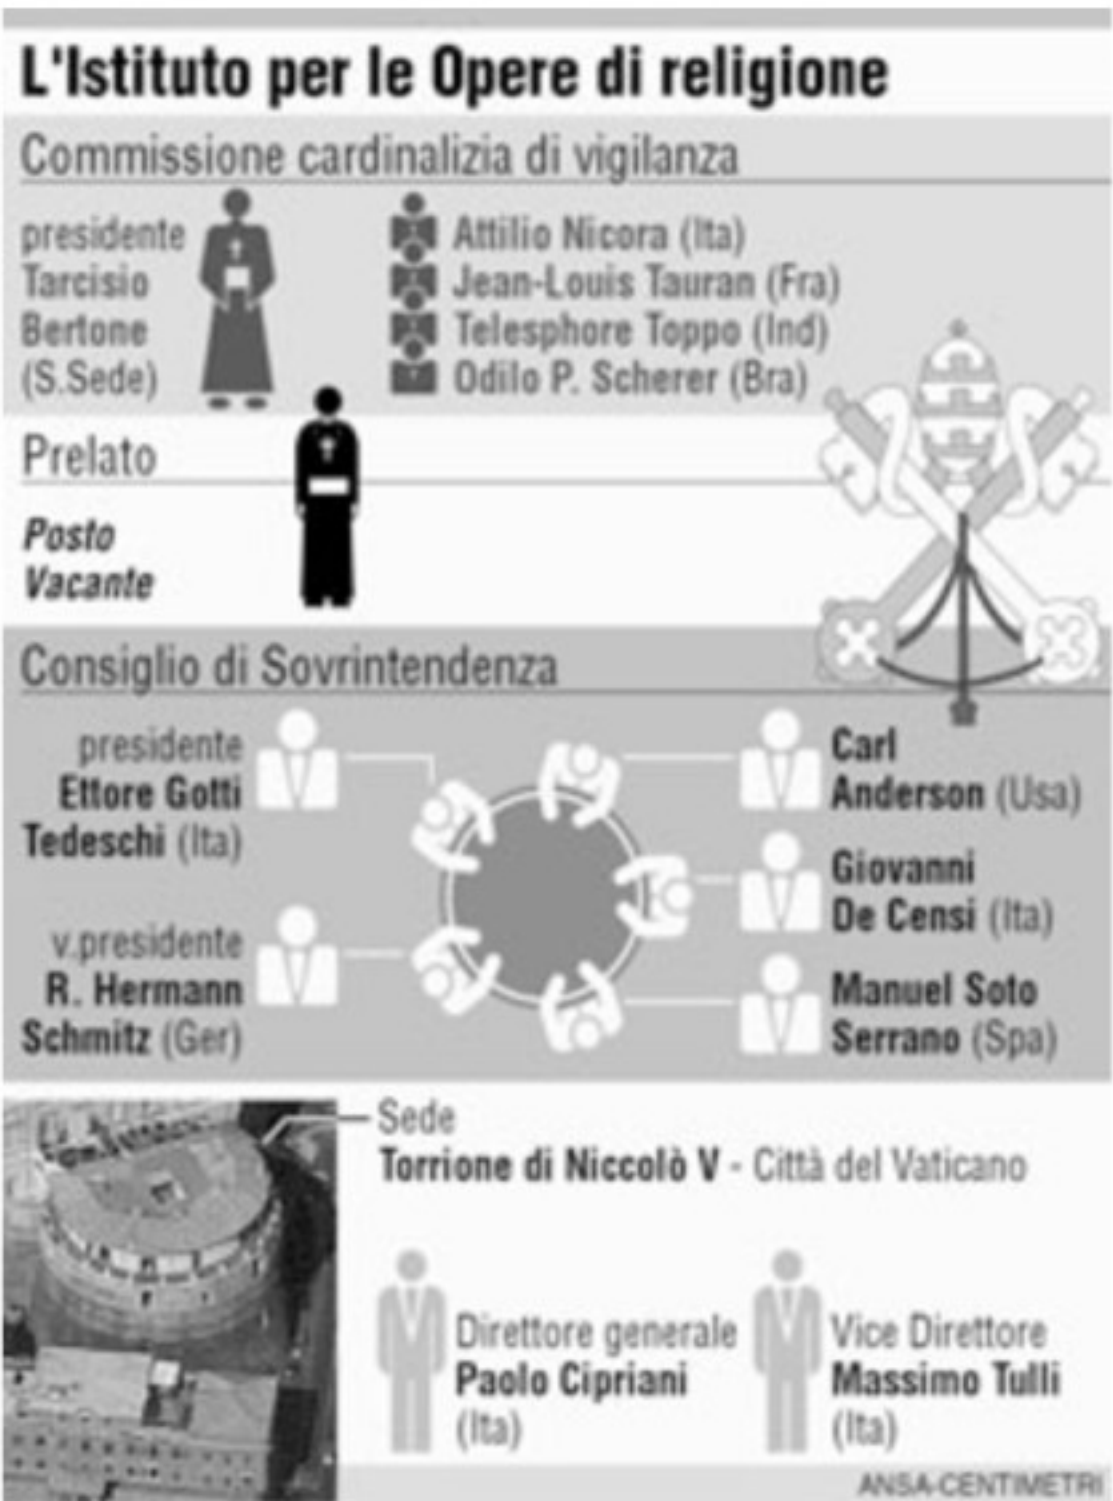 L'Istituto per le Opere di religione
Commissione cardinalizia di vigilanza
presidente
Tarcisio
Bertone
(S.Sede)
Attilio Nicora (Ita)
Jean-Louis Tauran (Fra)
Telesphore Toppo (Ind)
Odilo P. Scherer (Bra)
Prelato
Posto
Vacante
Consiglio di Sovrintendenza
presidente
Ettore Gotti
Tedeschi (Ita)
v.presidente
R. Hermann
Schmitz (Ger)
Carl
Anderson (Usa)
Giovanni
De Censi (Ita)
Manuel Soto
Serrano (Spa)
Sede
Torrione di Niccolò V - Città del Vaticano
Direttore generale
Paolo Cipriani
(Ita)
Vice Direttore
Massimo Tulli
(Ita)
ANSA-CENTIMETRI